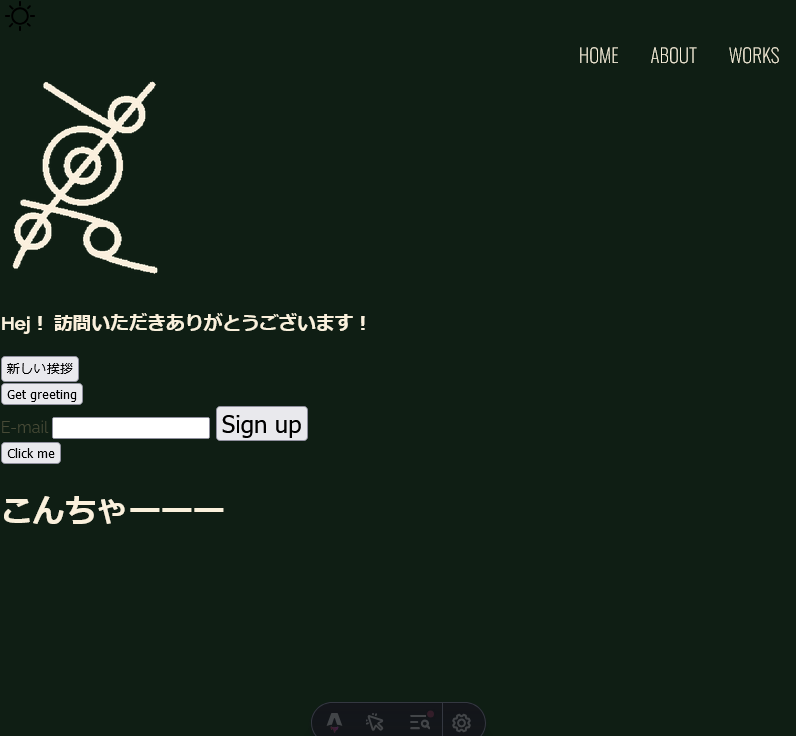 HOME ABOUT WORKS
Hej！ 訪問いただきありがとうございます！
新しい挨拶
Get greeting
E-mail Sign up
Click me
こんちゃーーー